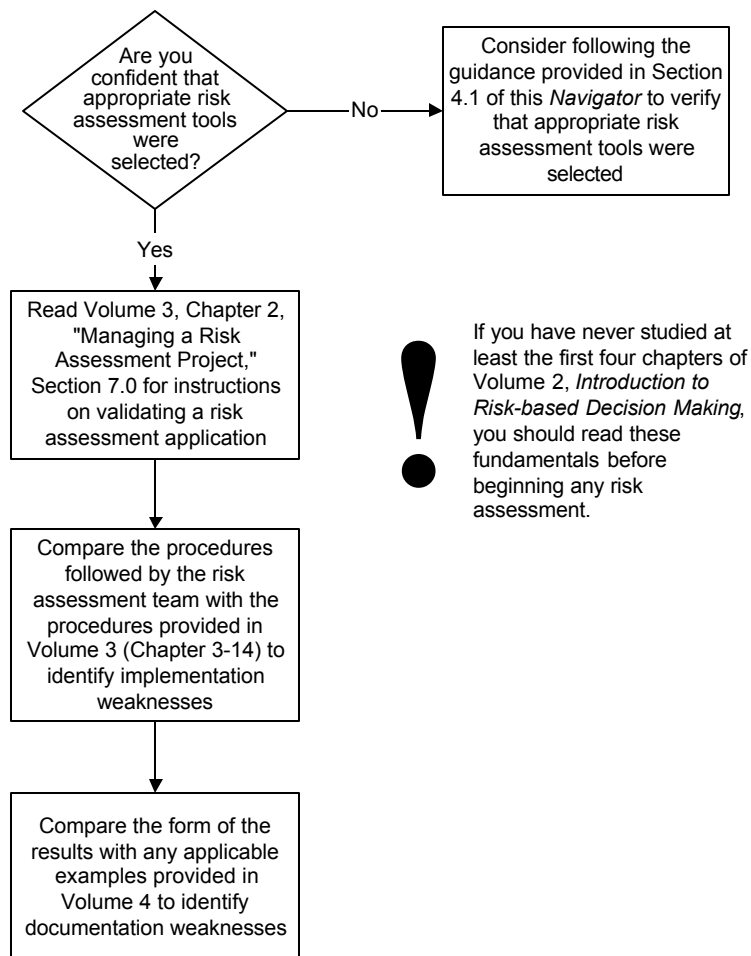 Are you
confident that
appropriate risk
assessment tools
were
selected?
No
Consider following the
guidance provided in Section
4.1 of this Navigator to verify
that appropriate risk
assessment tools were
selected
Yes
Read Volume 3, Chapter 2,
"Managing a Risk
Assessment Project,"
Section 7.0 for instructions
on validating a risk
assessment application
!
If you have never studied at
least the first four chapters of
Volume 2, Introduction to
Risk-based Decision Making,
you should read these
fundamentals before
beginning any risk
assessment.
Compare the procedures
followed by the risk
assessment team with the
procedures provided in
Volume 3 (Chapter 3-14) to
identify implementation
weaknesses
Compare the form of the
results with any applicable
examples provided in
Volume 4 to identify
documentation weaknesses